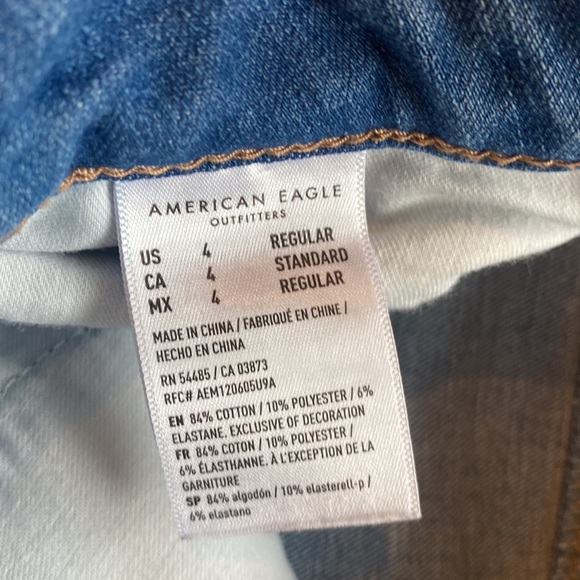 AMERICAN EAGLE
OUTFITTERS
US 4 REGULAR
CA 4 STANDARD
MX 4 REGULAR
MADE IN CHINA / FABRIQUÉ EN CHINE /
HECHO EN CHINA
RN 54485 / CA 03873
RFC# AEM120605U9A
EN 84% COTTON / 10% POLYESTER / 6%
ELASTANE. EXCLUSIVE OF DECORATION
FR 84% COTON / 10% POLYESTER /
6% ÉLASTHANNE. À L'EXCEPTION DE LA
GARNITURE
SP 84% algodón / 10% elasterell-p /
6% elastano